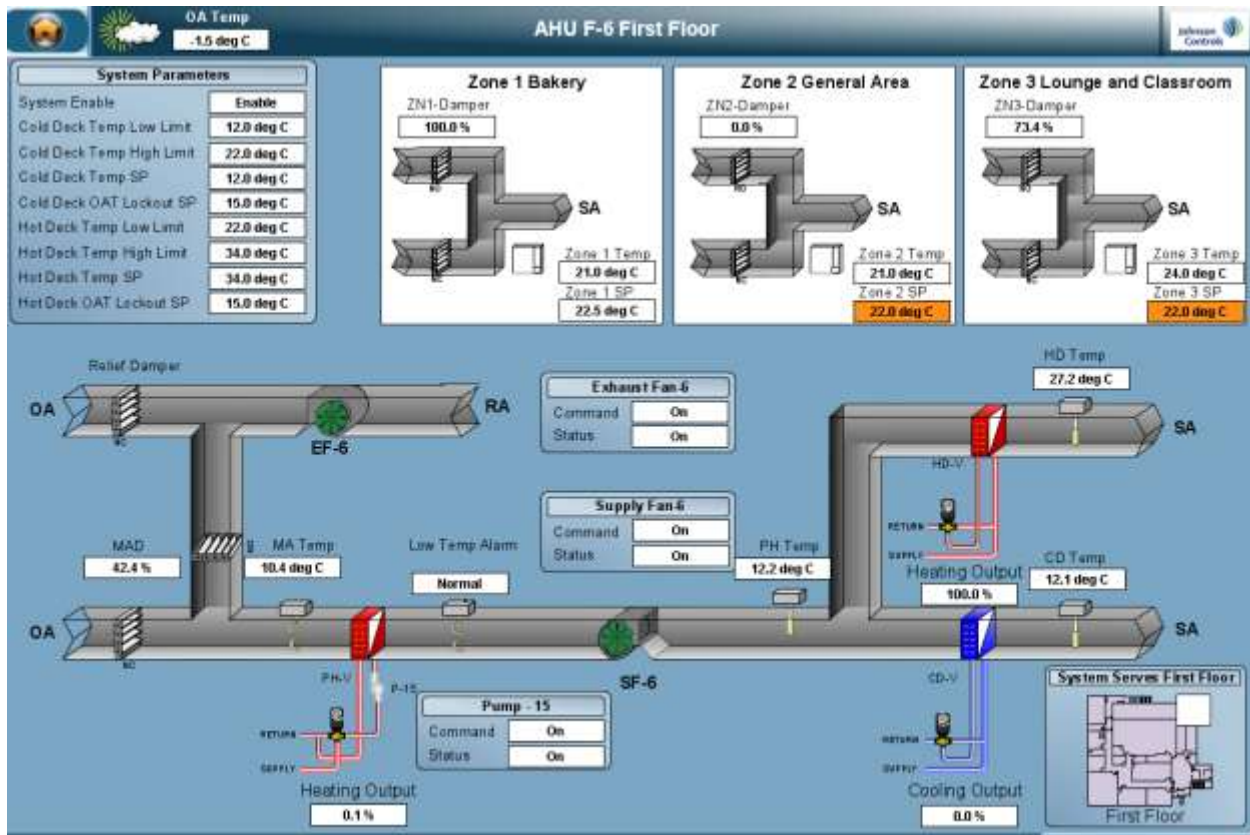 OA Temp
-1.5 deg C
AHU F-6 First Floor
Johnson
Controls
System Parameters
System Enable Enable
Cold Deck Temp Low Limit 12.0 deg C
Cold Deck Temp High Limit 22.0 deg C
Cold Deck Temp SP 12.0 deg C
Cold Deck OAT Lockout SP 15.0 deg C
Hot Deck Temp Low Limit 22.0 deg C
Hot Deck Temp High Limit 34.0 deg C
Hot Deck Temp SP 34.0 deg C
Hot Deck OAT Lockout SP 15.0 deg C
Zone 1 Bakery
ZN1-Damper
100.0 %
NO
SA
NC
Zone 1 Temp
21.0 deg C
Zone 1 SP
22.5 deg C
Zone 2 General Area
ZN2-Damper
0.0 %
NO
SA
NC
Zone 2 Temp
21.0 deg C
Zone 2 SP
22.0 deg C
Zone 3 Lounge and Classroom
ZN3-Damper
73.4 %
NO
SA
NC
Zone 3 Temp
24.0 deg C
Zone 3 SP
22.0 deg C
Relief Damper
OA
NC
EF-6
RA
Exhaust Fan-6
Command On
Status On
HD Temp
27.2 deg C
SA
HD-V
RETURN
SUPPLY
Heating Output
100.0 %
Supply Fan-6
Command On
Status On
MAD
42.4 %
MA Temp
10.4 deg C
Low Temp Alarm
Normal
PH Temp
12.2 deg C
CD Temp
12.1 deg C
OA
NC
SF-6
SA
PH-V
P-15
RETURN
SUPPLY
Heating Output
0.1 %
Pump - 15
Command On
Status On
CD-V
RETURN
SUPPLY
Cooling Output
0.0 %
System Serves First Floor
First Floor